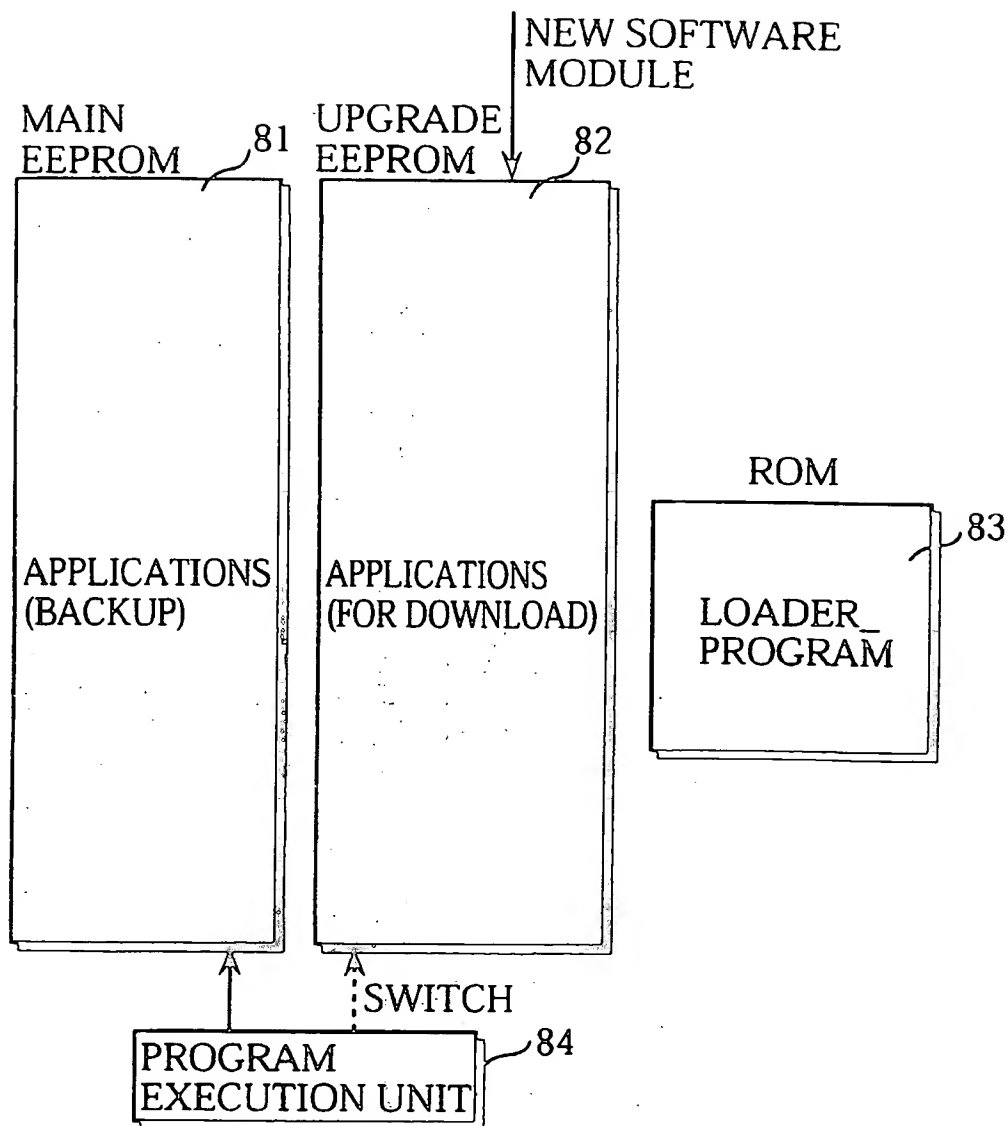 NEW SOFTWARE
MODULE
MAIN
EEPROM
81
UPGRADE
EEPROM
82
ROM
83
APPLICATIONS
(BACKUP)
APPLICATIONS
(FOR DOWNLOAD)
LOADER_
PROGRAM
SWITCH
PROGRAM
EXECUTION UNIT
84